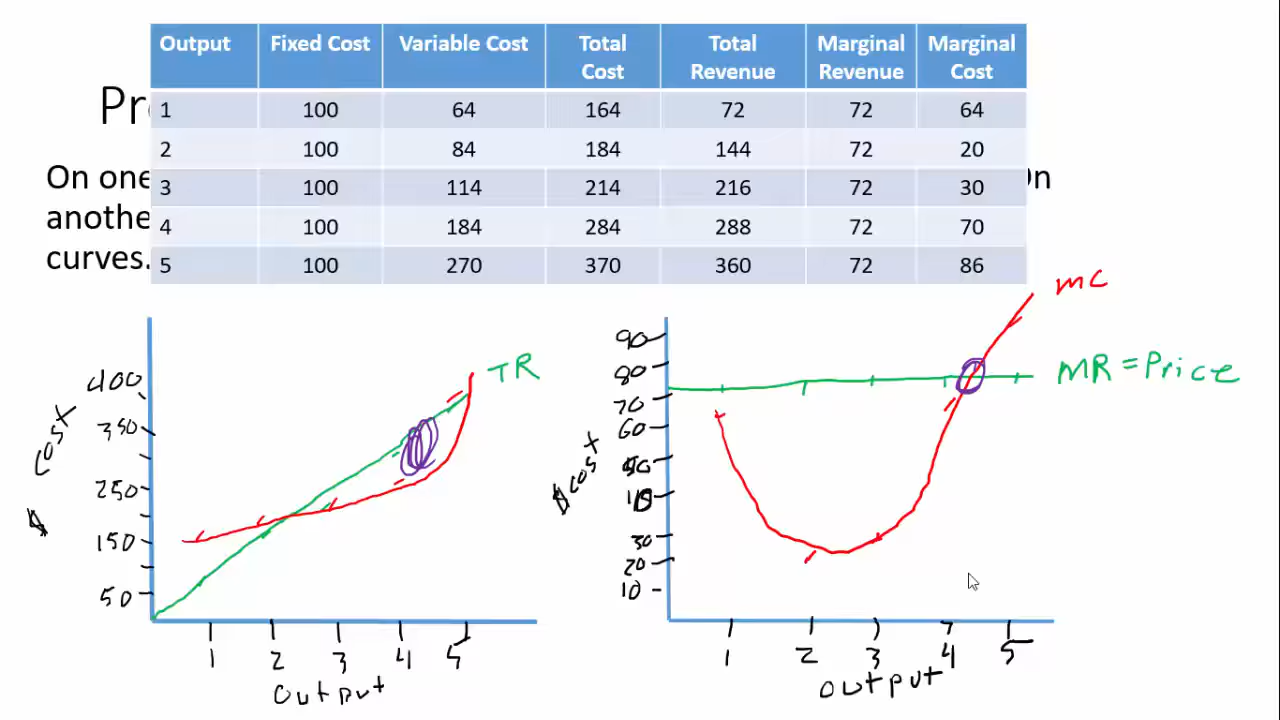 Output Fixed Cost Variable Cost Total Cost Total Revenue Marginal Revenue Marginal Cost
1 100 64 164 72 72 64
2 100 84 184 144 72 20
3 100 114 214 216 72 30
4 100 184 284 288 72 70
5 100 270 370 360 72 86
Pr
On one
anothe
curves.
TR
400
350
250
150
50
$ Cost
1 2 3 4 5
Output
MC
MR = Price
90
80
70
60
50
30
20
10
$ cost
1 2 3 4 5
output